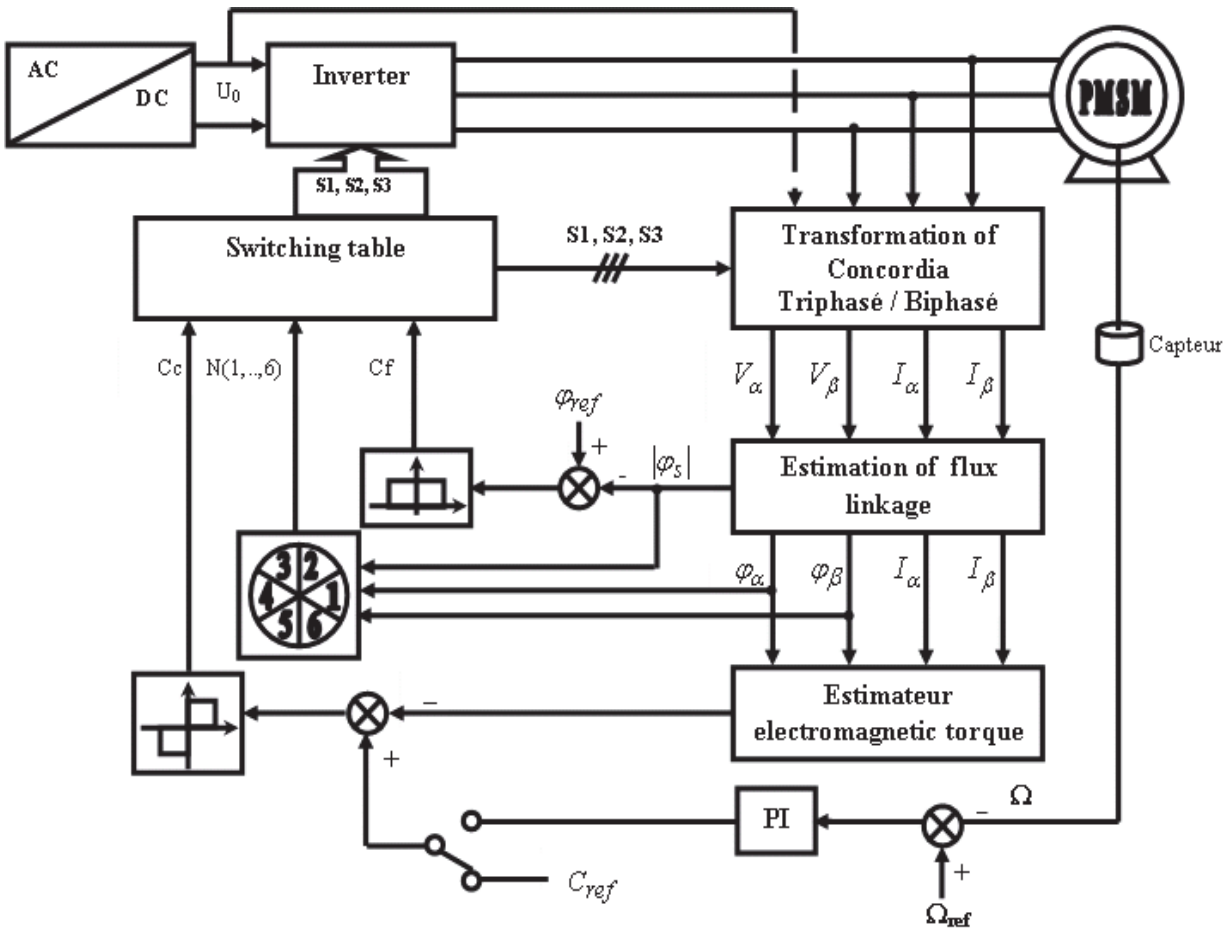 AC
DC
U₀
Inverter
PMSM
S1, S2, S3
Switching table
S1, S2, S3
Transformation of
Concordia
Triphasé / Biphasé
Capteur
Cc
N(1,..,6)
Cf
Vα
Vβ
Iα
Iβ
φref
+
-
|φs|
Estimation of flux
linkage
3 2
4 1
5 6
φα
φβ
Iα
Iβ
Estimateur
electromagnetic torque
−
+
PI
−
Ω
+
Cref
Ωref